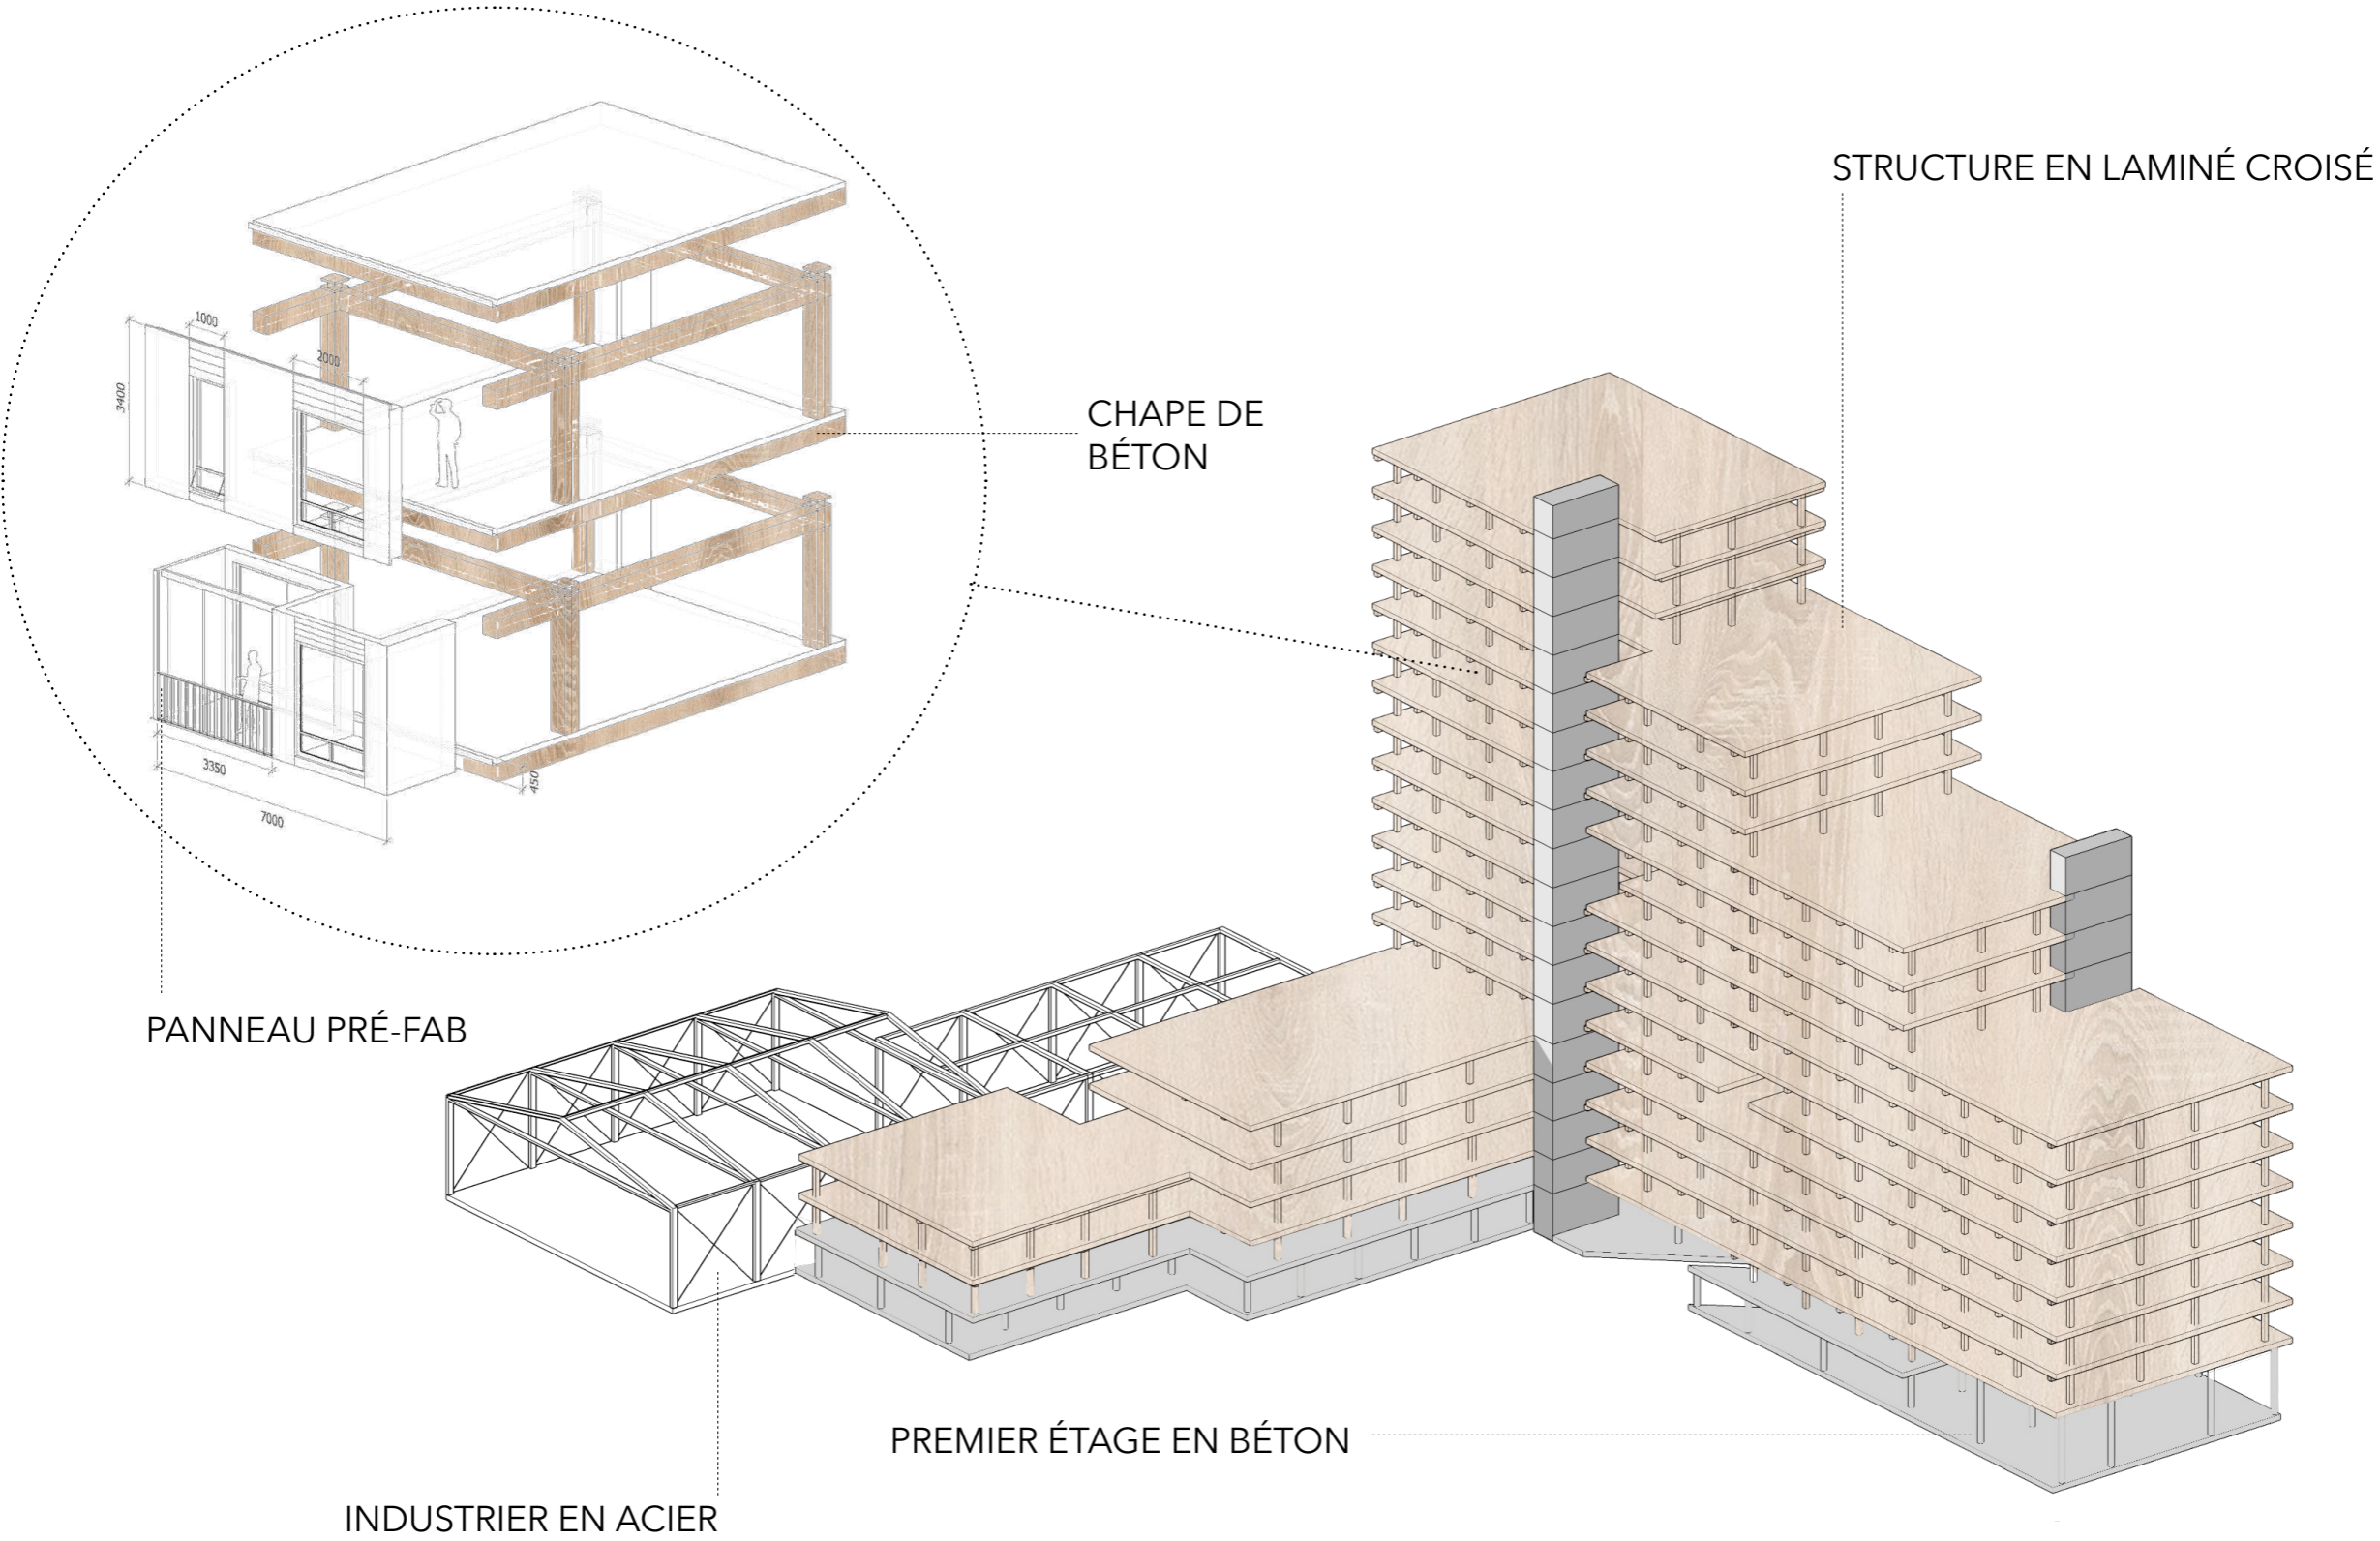 STRUCTURE EN LAMINÉ CROISÉ
1000
2000
3400
CHAPE DE
BÉTON
3350
450
7000
PANNEAU PRÉ-FAB
PREMIER ÉTAGE EN BÉTON
INDUSTRIER EN ACIER